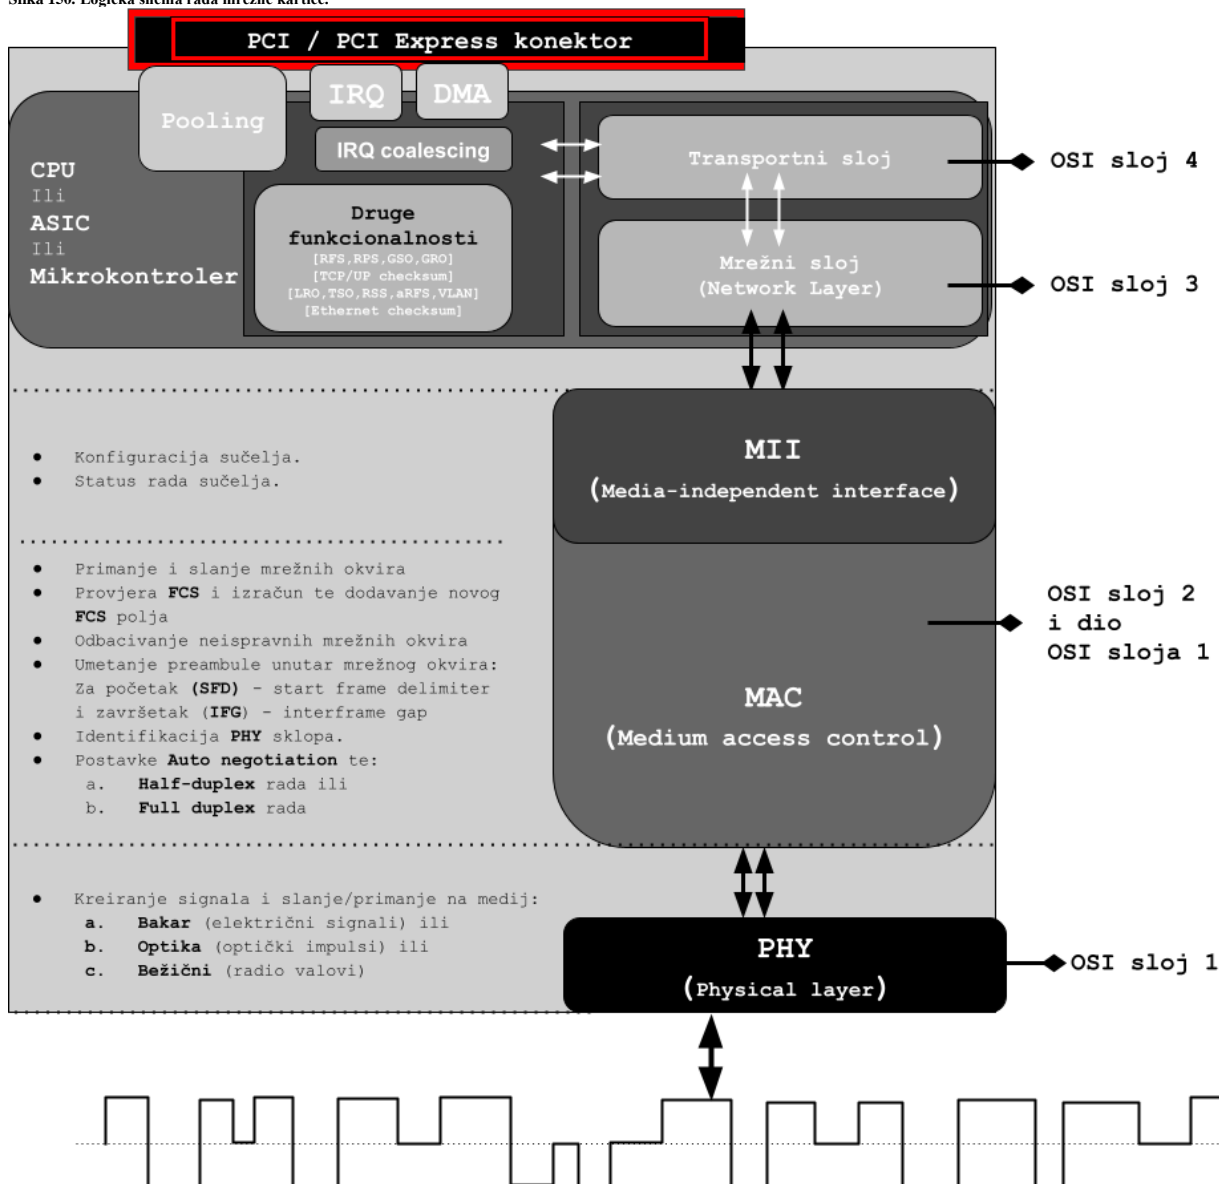 Slika 156. Logička shema rada mrežne kartice.
PCI / PCI Express konektor
Pooling
IRQ
DMA
IRQ coalescing
CPU
Ili
ASIC
Ili
Mikrokontroler
Druge
funkcionalnosti
[RFS,RPS,GSO,GRO]
[TCP/UP checksum]
[LRO,TSO,RSS,aRFS,VLAN]
[Ethernet checksum]
Transportni sloj
OSI sloj 4
Mrežni sloj
(Network Layer)
OSI sloj 3
● Konfiguracija sučelja.
● Status rada sučelja.
MII
(Media-independent interface)
● Primanje i slanje mrežnih okvira
● Provjera FCS i izračun te dodavanje novog
FCS polja
● Odbacivanje neispravnih mrežnih okvira
● Umetanje preambule unutar mrežnog okvira:
Za početak (SFD) - start frame delimiter
i završetak (IFG) - interframe gap
● Identifikacija PHY sklopa.
● Postavke Auto negotiation te:
a. Half-duplex rada ili
b. Full duplex rada
MAC
(Medium access control)
OSI sloj 2
i dio
OSI sloja 1
● Kreiranje signala i slanje/primanje na medij:
a. Bakar (električni signali) ili
b. Optika (optički impulsi) ili
c. Bežični (radio valovi)
PHY
(Physical layer)
OSI sloj 1